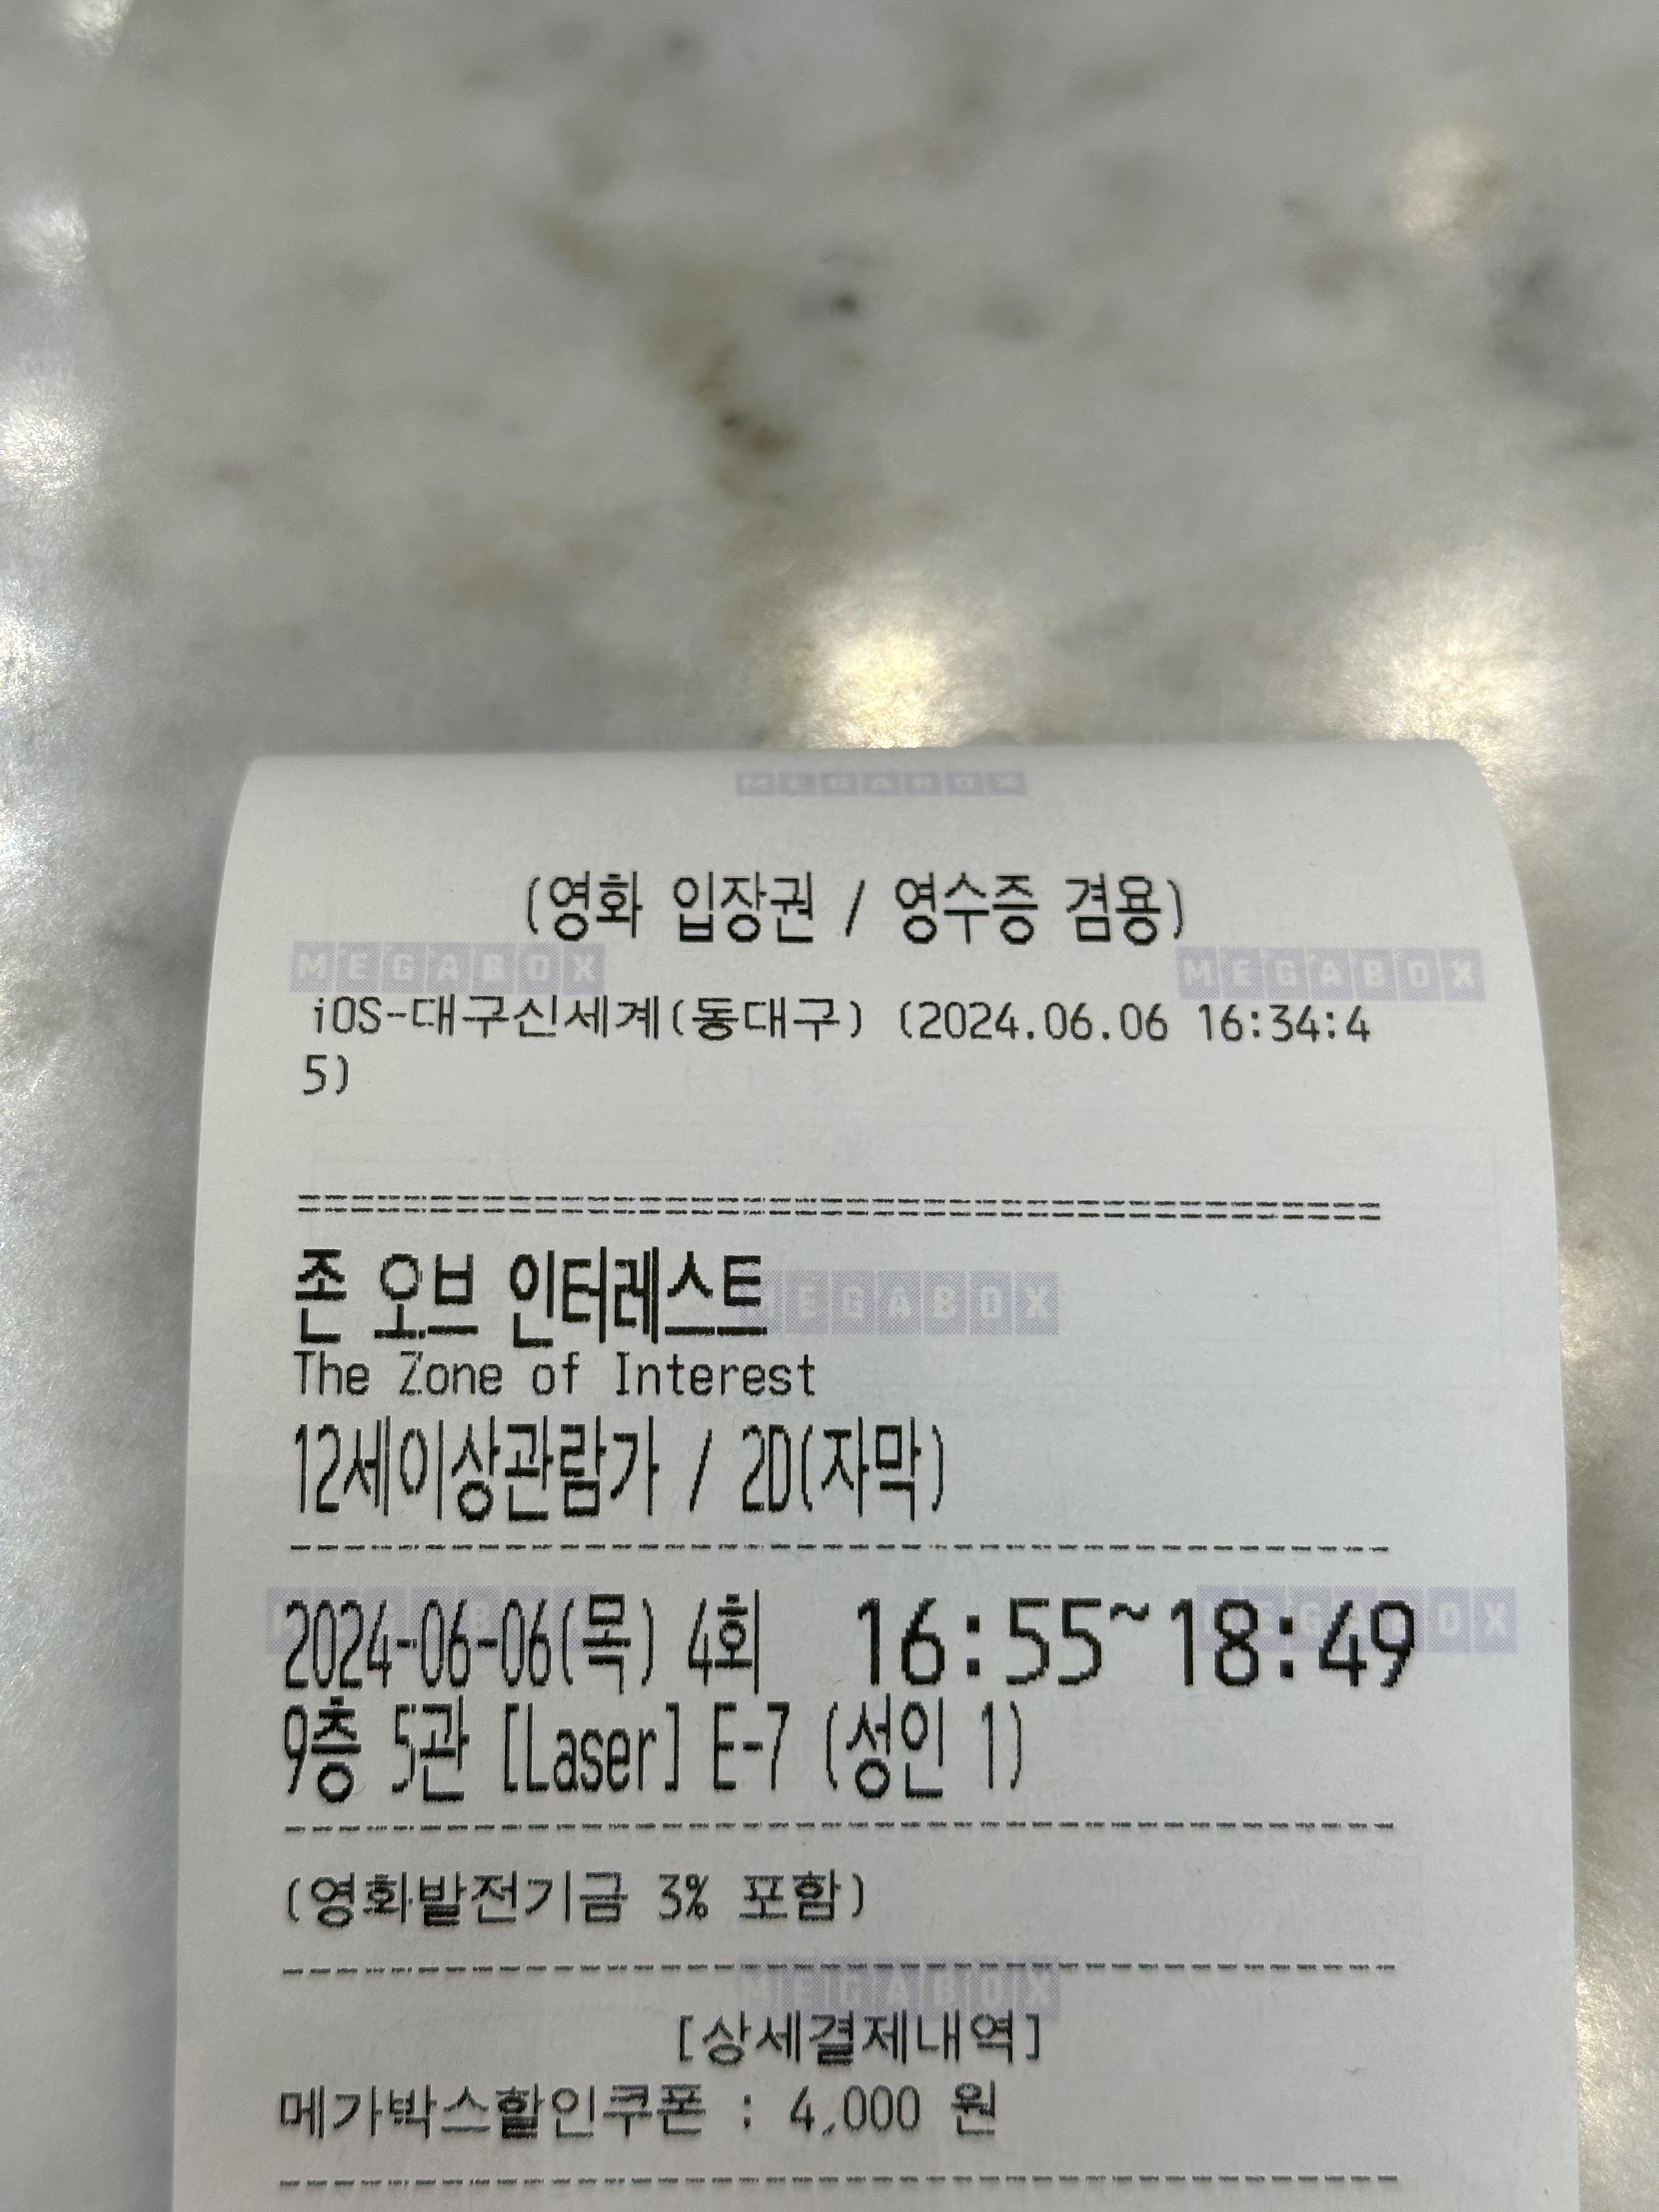 MEGABOX
(영화 입장권 / 영수증 겸용)
MEGABOX MEGABOX
iOS-대구신세계(동대구) (2024.06.06 16:34:4
5)
존 오브 인터레스트 EGABOX
The Zone of Interest
12세이상관람가 / 2D(자막)
2024-06-06(목) 4회 16:55~18:49
9층 5관 [Laser] E-7 (성인 1)
(영화발전기금 3% 포함)
MEGABOX
[상세결제내역]
메가박스할인쿠폰 : 4,000 원